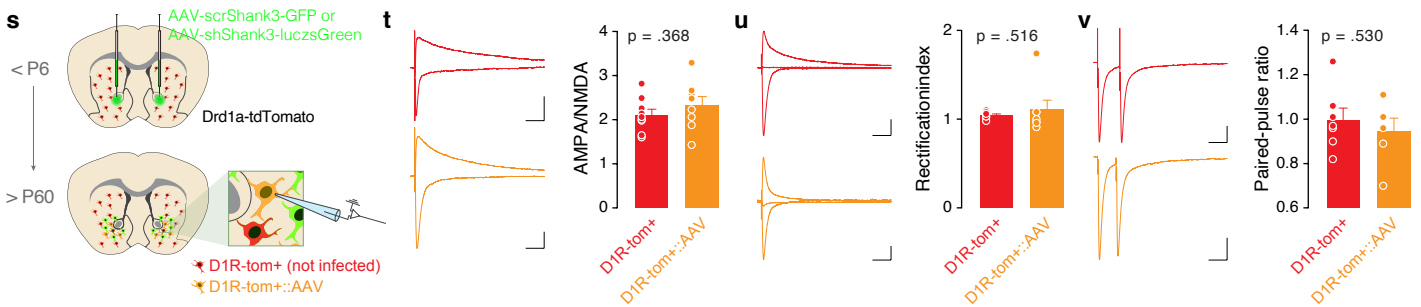 s
AAV-scrShank3-GFP or
AAV-shShank3-luczsGreen
< P6
Drd1a-tdTomato
> P60
D1R-tom+ (not infected)
D1R-tom+::AAV
t
p = .368
AMPA/NMDA
4
3
2
1
0
D1R-tom+
D1R-tom+::AAV
u
p = .516
Rectificationindex
2
1
0
D1R-tom+
D1R-tom+::AAV
v
p = .530
Paired-pulse ratio
1.4
1.2
1.0
0.8
0.6
D1R-tom+
D1R-tom+::AAV